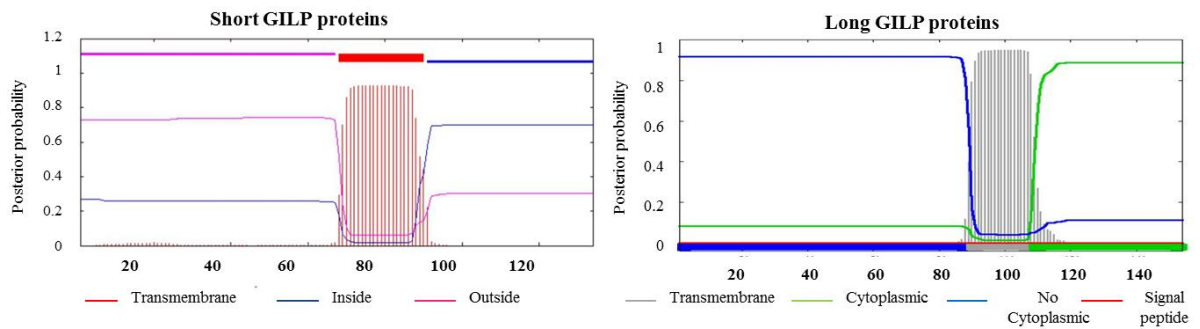 Short GILP proteins
Posterior probability
1.2
1
0.8
0.6
0.4
0.2
0
20 40 60 80 100 120
Transmembrane Inside Outside
Long GILP proteins
Posterior probability
1
0.8
0.6
0.4
0.2
0
20 40 60 80 100 120 140
Transmembrane Cytoplasmic No Cytoplasmic Signal peptide